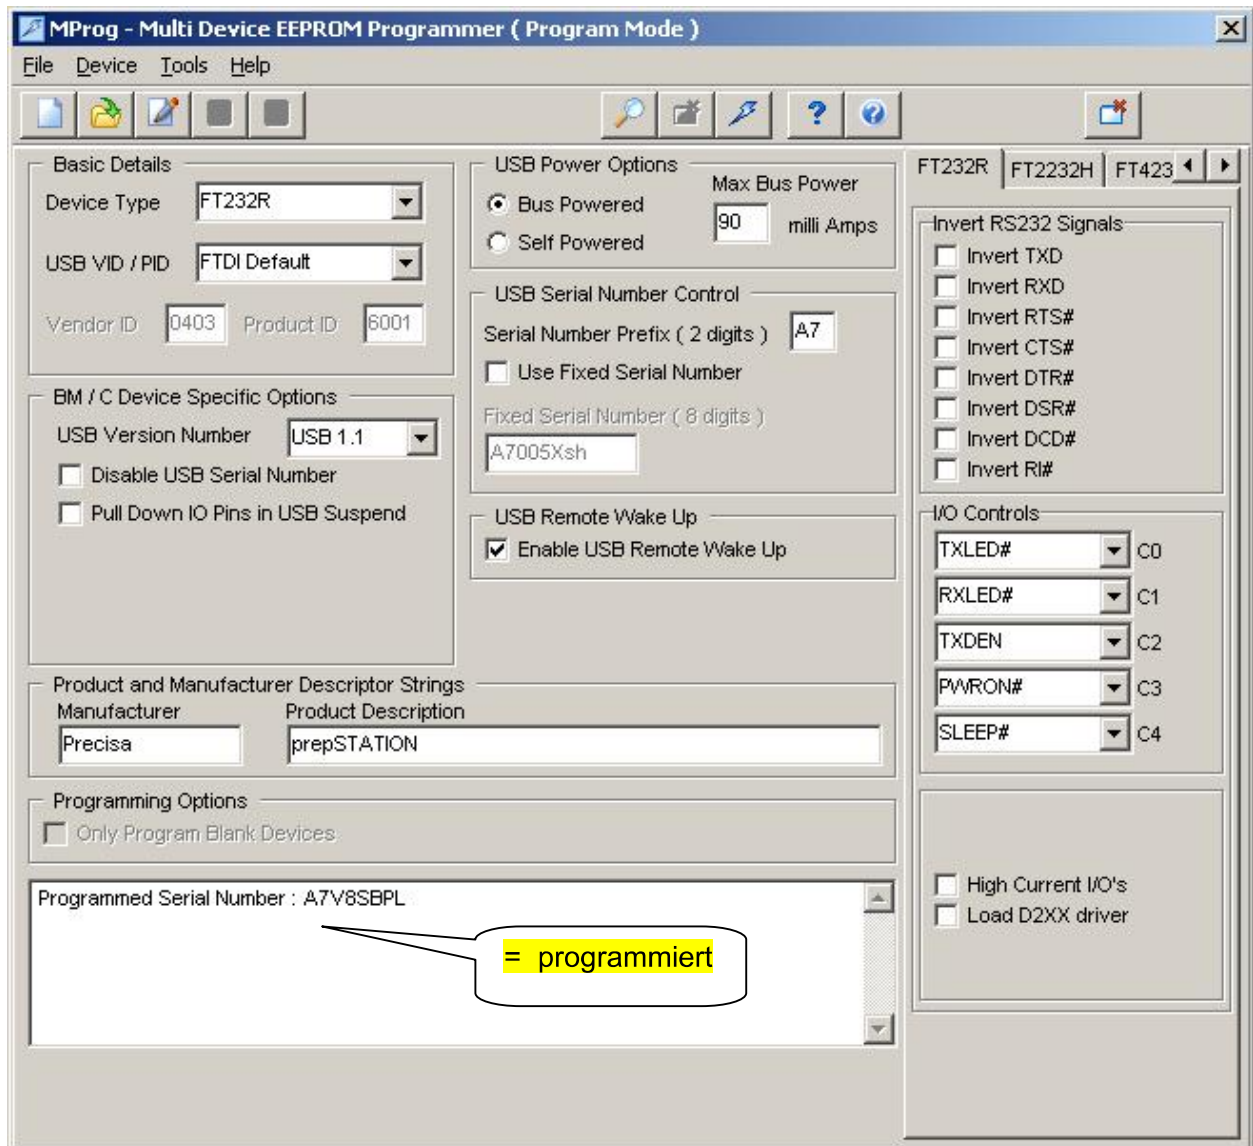 MProg - Multi Device EEPROM Programmer ( Program Mode )
File Device Tools Help
Basic Details
Device Type FT232R
USB VID / PID FTDI Default
Vendor ID 0403 Product ID 6001
BM / C Device Specific Options
USB Version Number USB 1.1
Disable USB Serial Number
Pull Down IO Pins in USB Suspend
USB Power Options
Bus Powered
Self Powered
Max Bus Power
90 milli Amps
USB Serial Number Control
Serial Number Prefix ( 2 digits ) A7
Use Fixed Serial Number
Fixed Serial Number ( 8 digits )
A7005Xsh
USB Remote Wake Up
Enable USB Remote Wake Up
Product and Manufacturer Descriptor Strings
Manufacturer Product Description
Precisa prepSTATION
Programming Options
Only Program Blank Devices
Programmed Serial Number : A7V8SBPL
= programmiert
FT232R FT2232H FT423
Invert RS232 Signals
Invert TXD
Invert RXD
Invert RTS#
Invert CTS#
Invert DTR#
Invert DSR#
Invert DCD#
Invert RI#
I/O Controls
TXLED# C0
RXLED# C1
TXDEN C2
PWRON# C3
SLEEP# C4
High Current I/O's
Load D2XX driver